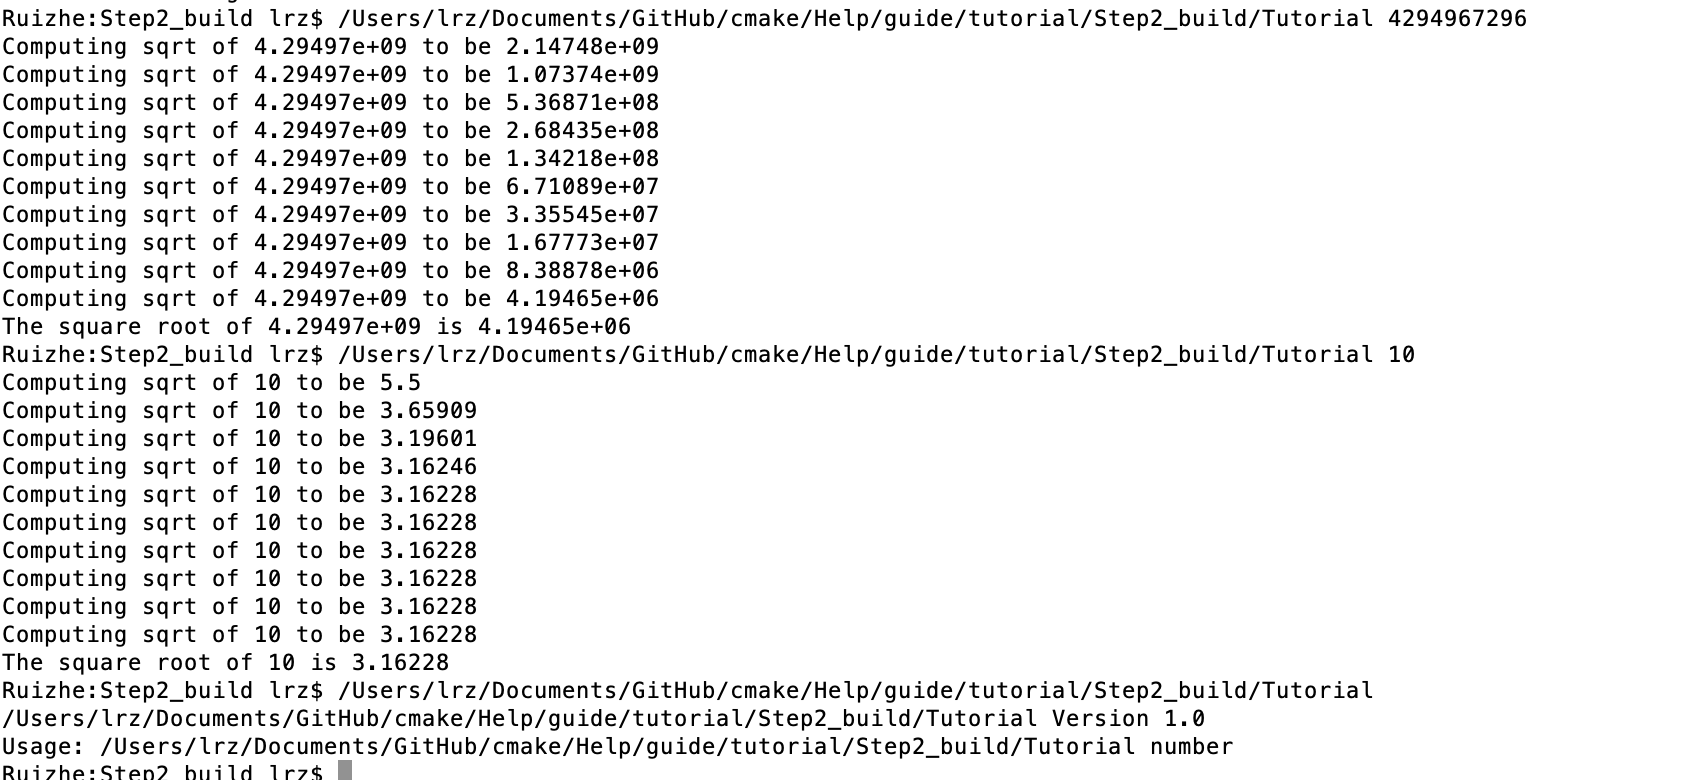 Ruizhe:Step2_build lrz$ /Users/lrz/Documents/GitHub/cmake/Help/guide/tutorial/Step2_build/Tutorial 4294967296
Computing sqrt of 4.29497e+09 to be 2.14748e+09
Computing sqrt of 4.29497e+09 to be 1.07374e+09
Computing sqrt of 4.29497e+09 to be 5.36871e+08
Computing sqrt of 4.29497e+09 to be 2.68435e+08
Computing sqrt of 4.29497e+09 to be 1.34218e+08
Computing sqrt of 4.29497e+09 to be 6.71089e+07
Computing sqrt of 4.29497e+09 to be 3.35545e+07
Computing sqrt of 4.29497e+09 to be 1.67773e+07
Computing sqrt of 4.29497e+09 to be 8.38878e+06
Computing sqrt of 4.29497e+09 to be 4.19465e+06
The square root of 4.29497e+09 is 4.19465e+06
Ruizhe:Step2_build lrz$ /Users/lrz/Documents/GitHub/cmake/Help/guide/tutorial/Step2_build/Tutorial 10
Computing sqrt of 10 to be 5.5
Computing sqrt of 10 to be 3.65909
Computing sqrt of 10 to be 3.19601
Computing sqrt of 10 to be 3.16246
Computing sqrt of 10 to be 3.16228
Computing sqrt of 10 to be 3.16228
Computing sqrt of 10 to be 3.16228
Computing sqrt of 10 to be 3.16228
Computing sqrt of 10 to be 3.16228
Computing sqrt of 10 to be 3.16228
The square root of 10 is 3.16228
Ruizhe:Step2_build lrz$ /Users/lrz/Documents/GitHub/cmake/Help/guide/tutorial/Step2_build/Tutorial
/Users/lrz/Documents/GitHub/cmake/Help/guide/tutorial/Step2_build/Tutorial Version 1.0
Usage: /Users/lrz/Documents/GitHub/cmake/Help/guide/tutorial/Step2_build/Tutorial number
Ruizhe:Step2_build lrz$